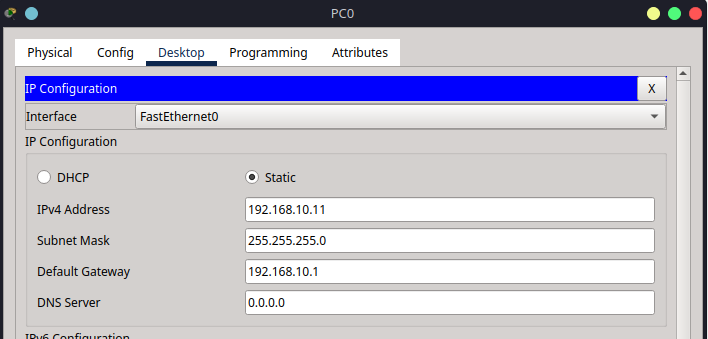 PC0
Physical Config Desktop Programming Attributes
IP Configuration X
Interface FastEthernet0
IP Configuration
DHCP Static
IPv4 Address 192.168.10.11
Subnet Mask 255.255.255.0
Default Gateway 192.168.10.1
DNS Server 0.0.0.0
IPv6 Configuration